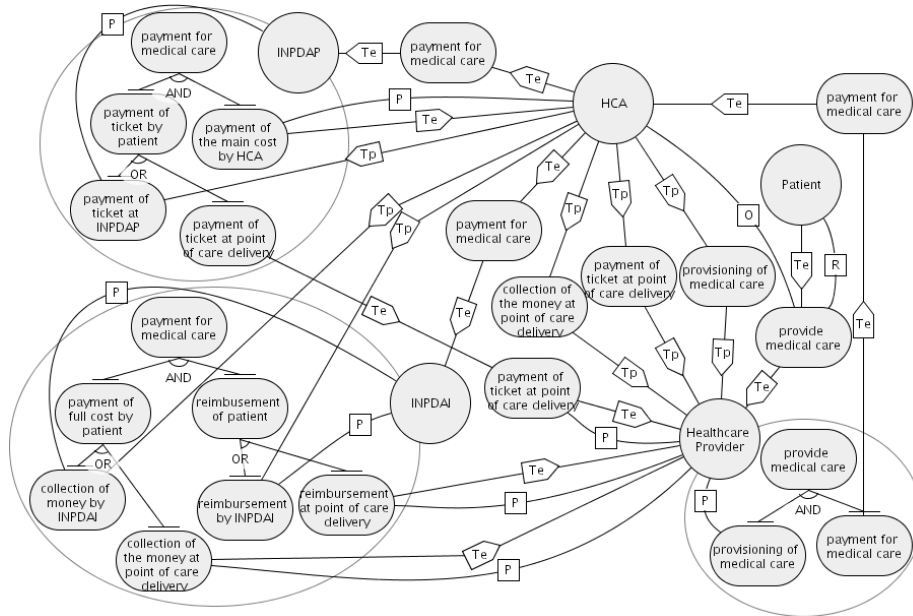 P
payment for
medical care
INPDAP
Te
payment for
medical care
Te
HCA
Te
payment for
medical care
AND
payment of
ticket by
patient
payment of
the main cost
by HCA
P
Te
Tp
OR
payment of
ticket at
INPDAP
payment of
ticket at point
of care delivery
Te
Tp
Tp
Tp
Patient
Tp
Tp
payment for
medical care
O
collection of
the money at
point of care
delivery
payment of
ticket at point
of care delivery
provisioning of
medical care
Te
R
P
Te
Te
provide
medical care
Te
payment for
medical care
AND
Te
Tp
Tp
Tp
payment of
full cost by
patient
reimbusement
of patient
INPDAI
payment of
ticket at point
of care delivery
Te
Te
P
P
Healthcare
Provider
OR
OR
collection of
money by
INPDAI
reimbursement
by INPDAI
reimbursement
at point of care
delivery
Te
P
provide
medical care
P
AND
collection of
the money at
point of care
delivery
Te
P
provisioning of
medical care
payment for
medical care